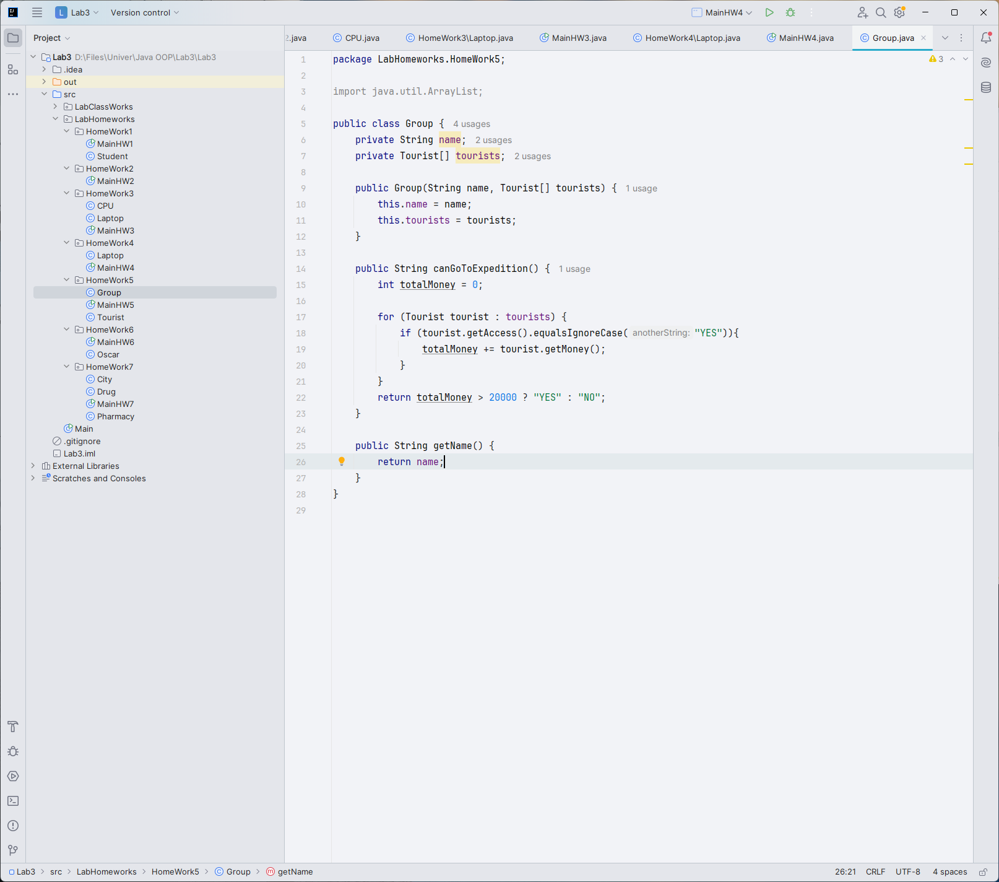 L Lab3 Version control MainHW4
Project
2.java CPU.java HomeWork3\Laptop.java MainHW3.java HomeWork4\Laptop.java MainHW4.java Group.java
Lab3 D:\Files\Univer\Java OOP\Lab3\Lab3
.idea
out
src
LabClassWorks
LabHomeworks
HomeWork1
MainHW1
Student
HomeWork2
MainHW2
HomeWork3
CPU
Laptop
MainHW3
HomeWork4
Laptop
MainHW4
HomeWork5
Group
MainHW5
Tourist
HomeWork6
MainHW6
Oscar
HomeWork7
City
Drug
MainHW7
Pharmacy
Main
.gitignore
Lab3.iml
External Libraries
Scratches and Consoles
3
1 package LabHomeworks.HomeWork5;
2
3 import java.util.ArrayList;
4
5 public class Group { 4 usages
6 private String name; 2 usages
7 private Tourist[] tourists; 2 usages
8
9 public Group(String name, Tourist[] tourists) { 1 usage
10 this.name = name;
11 this.tourists = tourists;
12 }
13
14 public String canGoToExpedition() { 1 usage
15 int totalMoney = 0;
16
17 for (Tourist tourist : tourists) {
18 if (tourist.getAccess().equalsIgnoreCase( anotherString: "YES")){
19 totalMoney += tourist.getMoney();
20 }
21 }
22 return totalMoney > 20000 ? "YES" : "NO";
23 }
24
25 public String getName() {
26 return name;
27 }
28 }
29
Lab3 > src > LabHomeworks > HomeWork5 > Group > getName
26:21 CRLF UTF-8 4 spaces